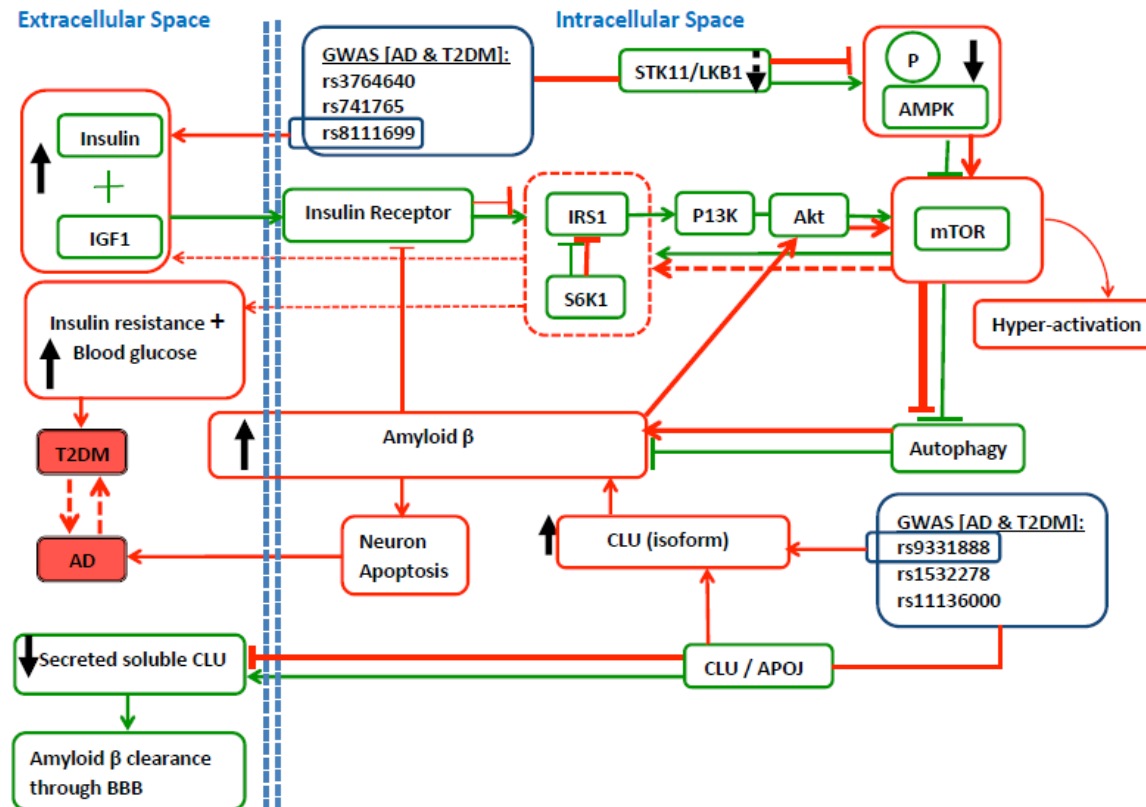 Extracellular Space
Intracellular Space
GWAS [AD & T2DM]:
rs3764640
rs741765
rs8111699
STK11/LKB1
P
AMPK
Insulin
+
IGF1
Insulin Receptor
IRS1
S6K1
P13K
Akt
mTOR
Hyper-activation
Insulin resistance +
Blood glucose
T2DM
AD
Amyloid β
Autophagy
Neuron
Apoptosis
CLU (isoform)
GWAS [AD & T2DM]:
rs9331888
rs1532278
rs11136000
Secreted soluble CLU
CLU / APOJ
Amyloid β clearance
through BBB